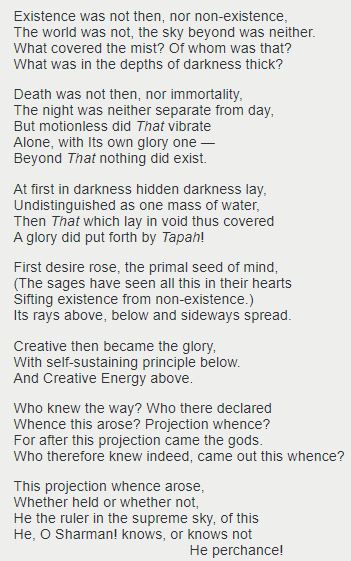 Existence was not then, nor non-existence,
The world was not, the sky beyond was neither.
What covered the mist? Of whom was that?
What was in the depths of darkness thick?

Death was not then, nor immortality,
The night was neither separate from day,
But motionless did That vibrate
Alone, with Its own glory one —
Beyond That nothing did exist.

At first in darkness hidden darkness lay,
Undistinguished as one mass of water,
Then That which lay in void thus covered
A glory did put forth by Tapah!

First desire rose, the primal seed of mind,
(The sages have seen all this in their hearts
Sifting existence from non-existence.)
Its rays above, below and sideways spread.

Creative then became the glory,
With self-sustaining principle below.
And Creative Energy above.

Who knew the way? Who there declared
Whence this arose? Projection whence?
For after this projection came the gods.
Who therefore knew indeed, came out this whence?

This projection whence arose,
Whether held or whether not,
He the ruler in the supreme sky, of this
He, O Sharman! knows, or knows not
He perchance!